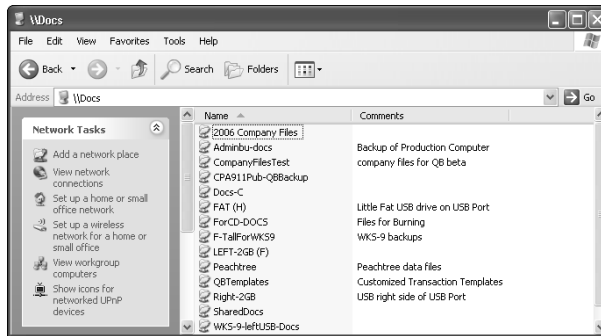 \\Docs
File Edit View Favorites Tools Help
Back Search Folders
Address \\Docs Go
Name Comments
Network Tasks
Add a network place
View network
connections
Set up a home or small
office network
Set up a wireless
network for a home or
small office
View workgroup
computers
Show icons for
networked UPnP
devices
2006 Company Files
Adminbu-docs Backup of Production Computer
CompanyFilesTest company files for QB beta
CPA911Pub-QBBackup
Docs-C
FAT (H) Little Fat USB drive on USB Port
ForCD-DOCS Files for Burning
F-TallForWKS9 WKS-9 backups
LEFT-2GB (F)
Peachtree Peachtree data files
QBTemplates Customized Transaction Templates
Right-2GB USB right side of USB Port
SharedDocs
WKS-9-leftUSB-Docs